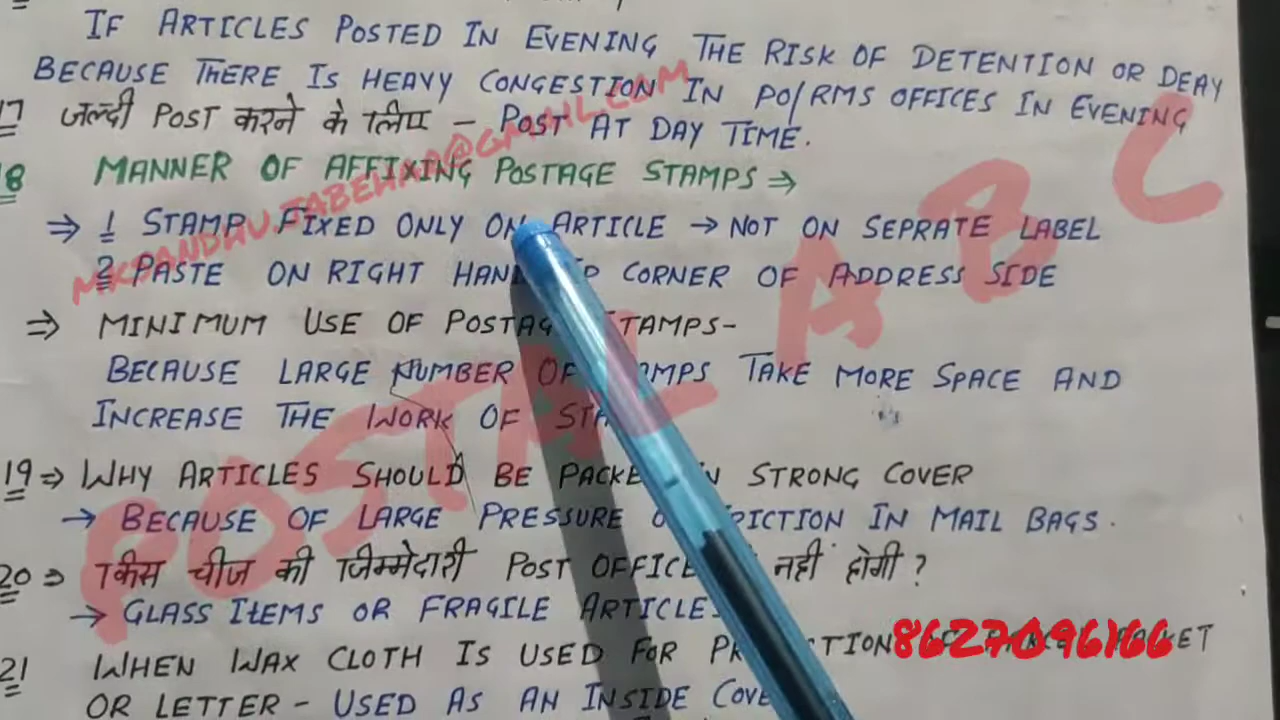 IF ARTICLES POSTED IN EVENING THE RISK OF DETENTION OR DEAY
BECAUSE THERE IS HEAVY CONGESTION IN PO/RMS OFFICES IN EVENING
17 जल्दी POST करने के लिए - POST AT DAY TIME.
18 MANNER OF AFFIXING POSTAGE STAMPS ⇒
⇒ 1 STAMP FIXED ONLY ON ARTICLE → NOT ON SEPRATE LABEL
2 PASTE ON RIGHT CORNER OF ADDRESS SIDE
⇒ MINIMUM USE OF POSTAGE STAMPS-
BECAUSE LARGE NUMBER OF STAMPS TAKE MORE SPACE AND
INCREASE THE WORK OF
19 ⇒ WHY ARTICLES SHOULD BE PACKED IN STRONG COVER
→ BECAUSE OF LARGE PRESSURE FRICTION IN MAIL BAGS.
20 ⇒ किस चीज की जिम्मेदारी POST OFFICE नहीं होगी ?
→ GLASS ITEMS OR FRAGILE ARTICLES
21 WHEN WAX CLOTH IS USED FOR
OR LETTER - USED AS AN INSIDE COVER
POSTAL A B C
8627096166